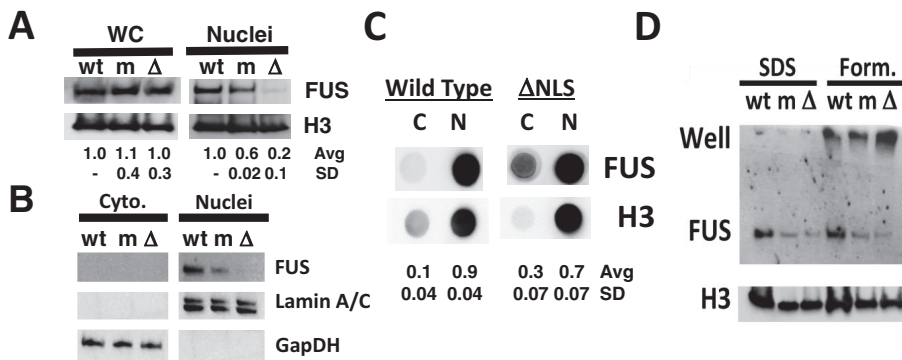 A
WC Nuclei
wt m Δ wt m Δ
FUS
H3
1.0 1.1 1.0 1.0 0.6 0.2 Avg
- 0.4 0.3 - 0.02 0.1 SD
B
Cyto. Nuclei
wt m Δ wt m Δ
FUS
Lamin A/C
GapDH
C
Wild Type ΔNLS
C N C N
FUS
H3
0.1 0.9 0.3 0.7 Avg
0.04 0.04 0.07 0.07 SD
D
SDS Form.
wt m Δ wt m Δ
Well
FUS
H3